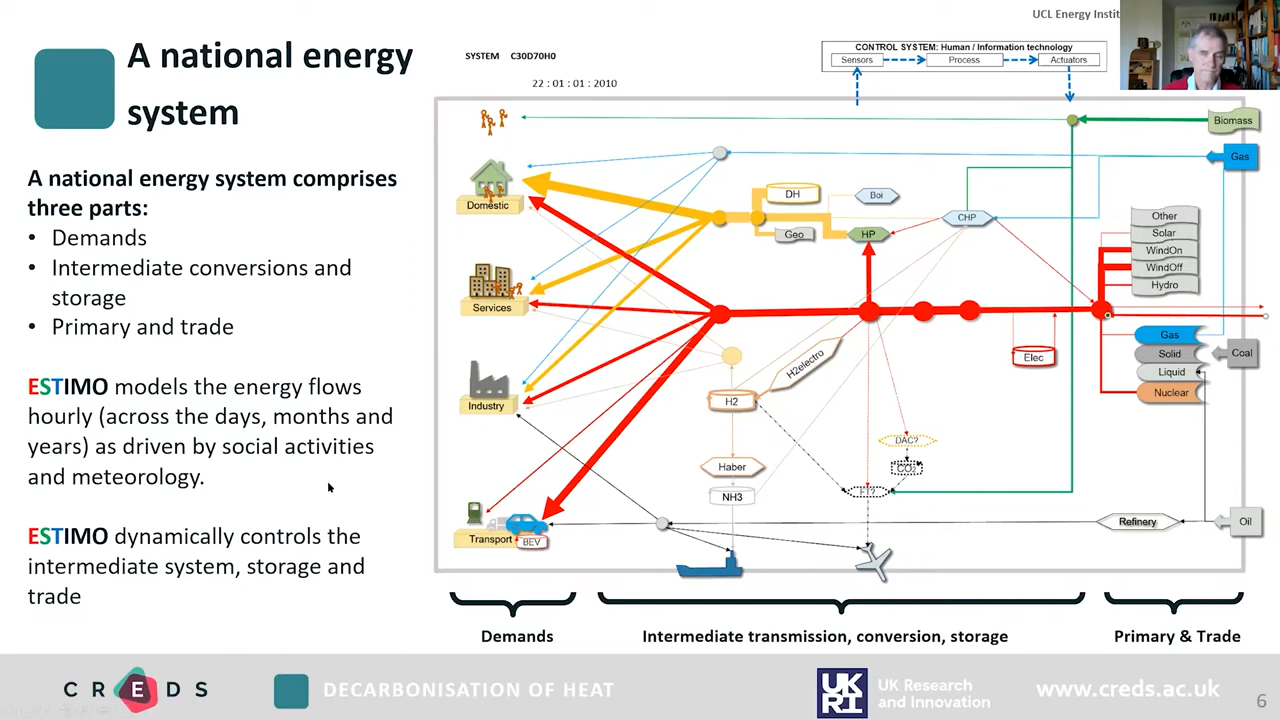 UCL Energy Instit
A national energy
system
SYSTEM C30D70H0
22 : 01 : 01 : 2010
CONTROL SYSTEM: Human / Information technology
Sensors
Process
Actuators
A national energy system comprises
three parts:
• Demands
• Intermediate conversions and
storage
• Primary and trade
ESTIMO models the energy flows
hourly (across the days, months and
years) as driven by social activities
and meteorology.
ESTIMO dynamically controls the
intermediate system, storage and
trade
Biomass
Gas
Domestic
DH
Boi
Geo
HP
CHP
Other
Solar
WindOn
WindOff
Hydro
Services
Elec
Gas
Solid
Liquid
Nuclear
Coal
Industry
H2electro
H2
DAC?
CO2
Haber
NH3
Transport
BEV
Refinery
Oil
Demands
Intermediate transmission, conversion, storage
Primary & Trade
CREDS
DECARBONISATION OF HEAT
UK
RI
UK Research
and Innovation
www.creds.ac.uk
6